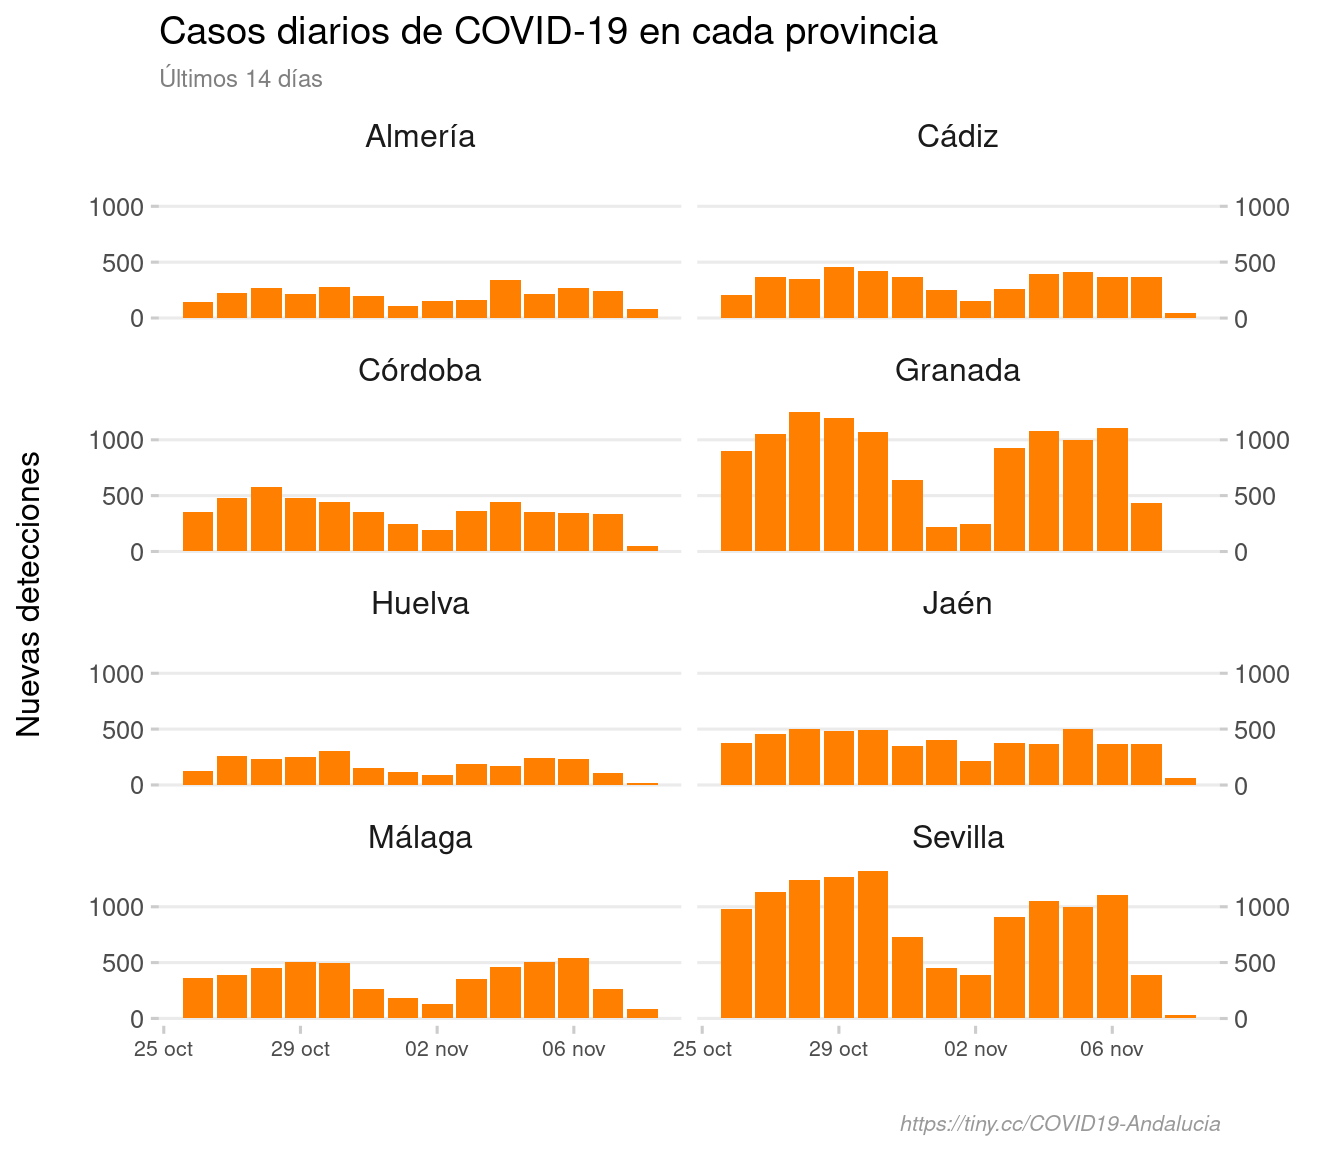 Casos diarios de COVID-19 en cada provincia
Últimos 14 días
Nuevas detecciones
Almería
Cádiz
1000
500
0
1000
500
0
Córdoba
Granada
1000
500
0
1000
500
0
Huelva
Jaén
1000
500
0
1000
500
0
Málaga
Sevilla
1000
500
0
1000
500
0
25 oct 29 oct 02 nov 06 nov
25 oct 29 oct 02 nov 06 nov
https://tiny.cc/COVID19-Andalucia